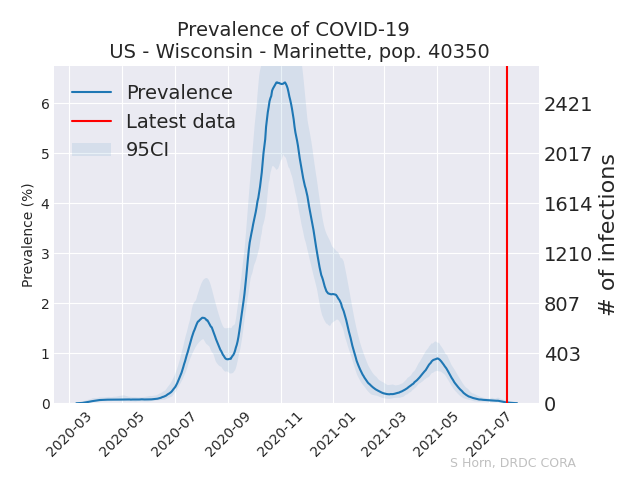 Prevalence of COVID-19
US - Wisconsin - Marinette, pop. 40350
Prevalence
Latest data
95CI
Prevalence (%)
6
5
4
3
2
1
0
2421
2017
1614
1210
807
403
0
# of infections
2020-03
2020-05
2020-07
2020-09
2020-11
2021-01
2021-03
2021-05
2021-07
S Horn, DRDC CORA